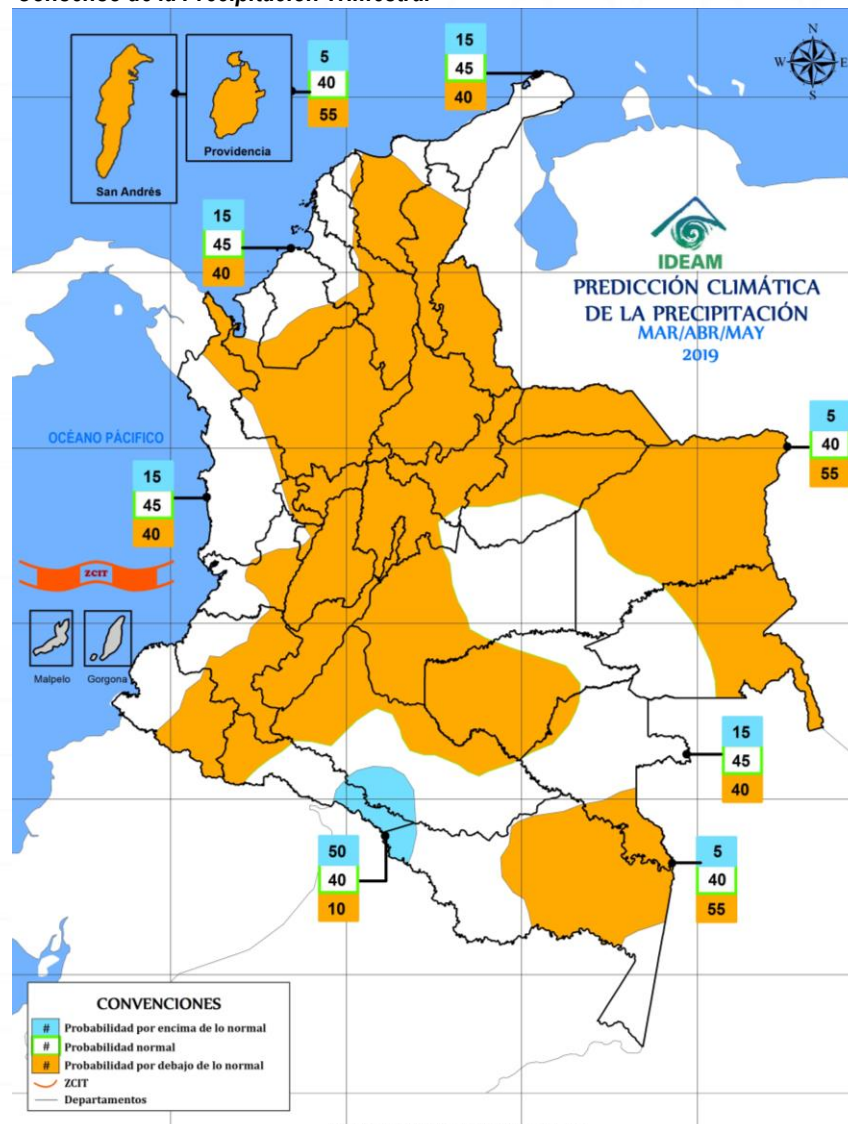 15
45
40
5
40
55
N
W
E
S
Providencia
San Andrés
15
45
40
IDEAM
PREDICCIÓN CLIMÁTICA
DE LA PRECIPITACIÓN
MAR/ABR/MAY
2019
OCÉANO PÁCIFICO
5
40
55
15
45
40
ZCIT
Malpelo
Gorgona
15
45
40
50
40
10
5
40
55
CONVENCIONES
# Probabilidad por encima de lo normal
# Probabilidad normal
# Probabilidad por debajo de lo normal
ZCIT
Departamentos